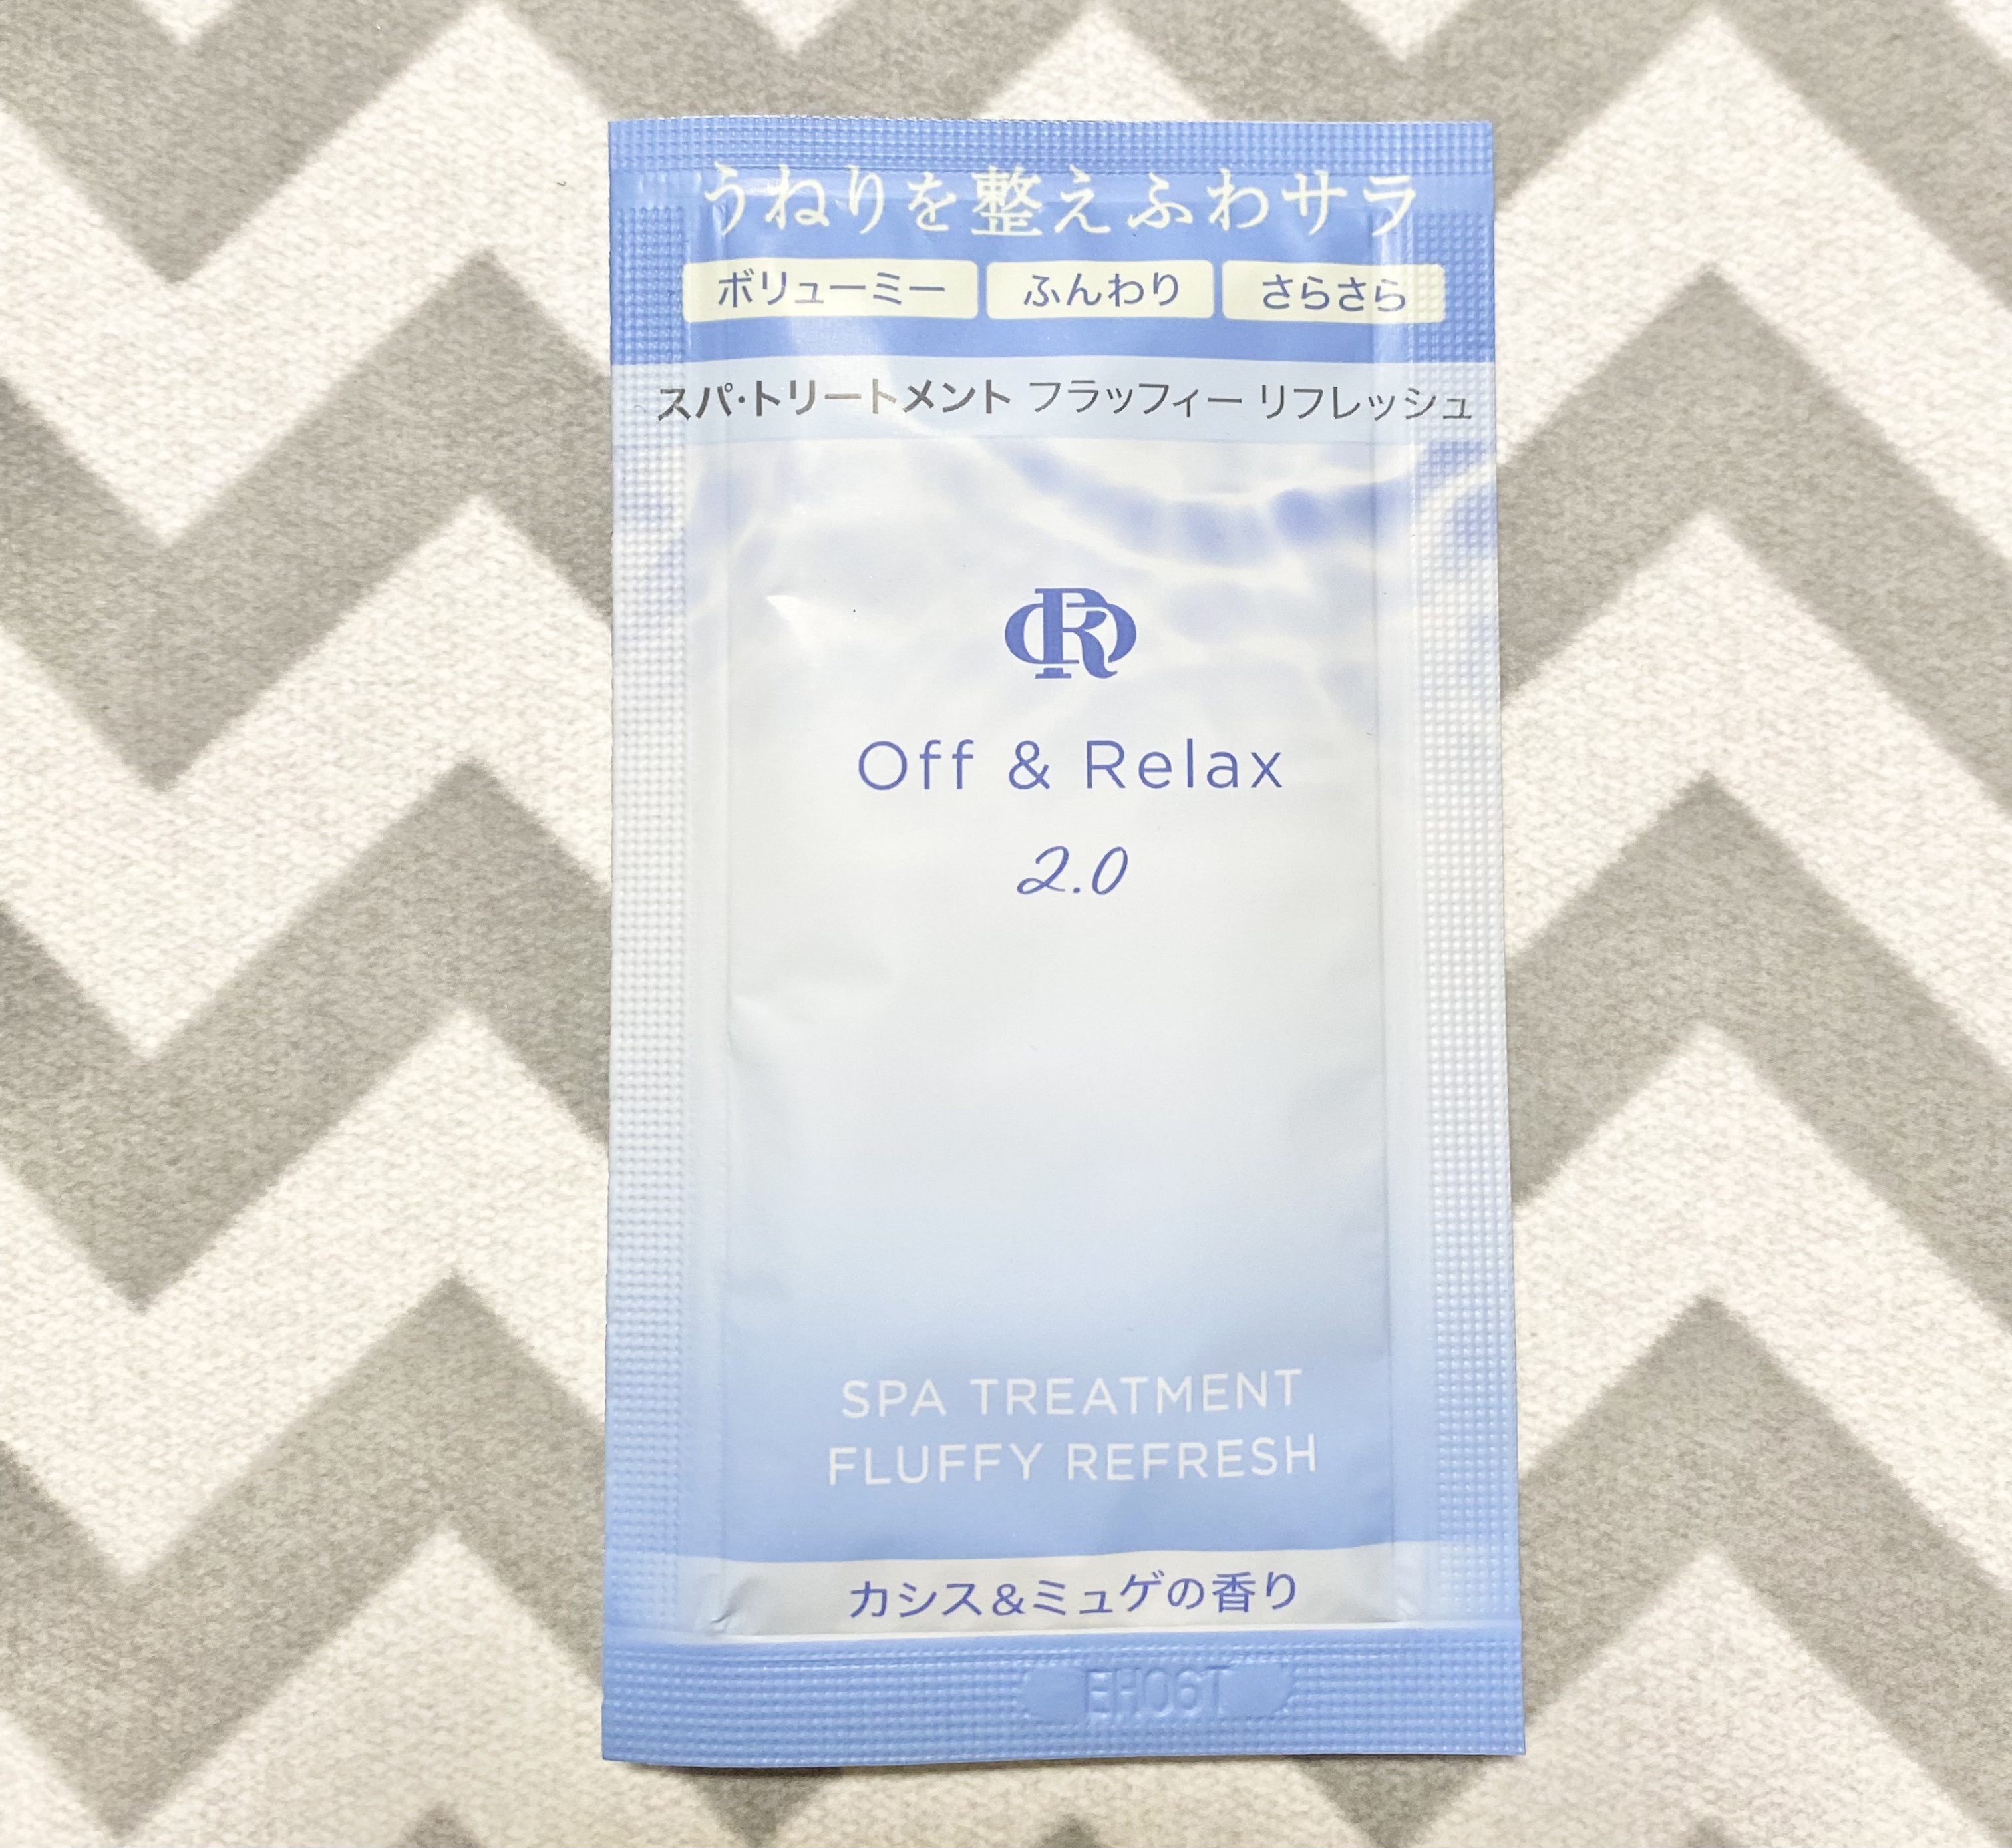 うねりを整えふわサラ
ボリューミー ふんわり さらさら
スパ・トリートメント フラッフィー リフレッシュ
OR
Off & Relax
2.0
SPA TREATMENT
FLUFFY REFRESH
カシス&ミュゲの香り
EH06T